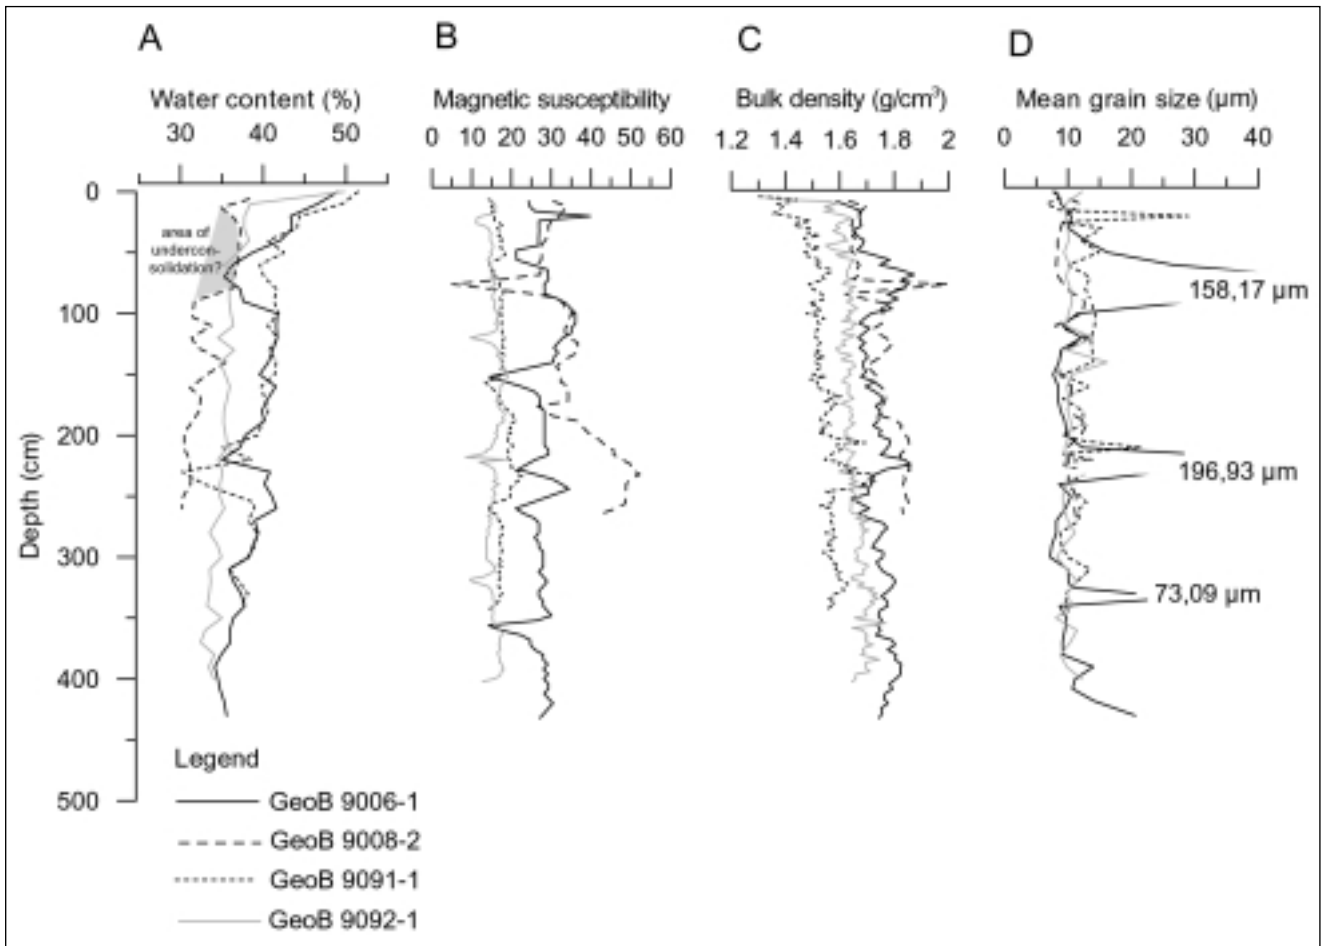 A
B
C
D
Water content (%)
Magnetic susceptibility
Bulk density (g/cm³)
Mean grain size (µm)
30 40 50
0 10 20 30 40 50 60
1.2 1.4 1.6 1.8 2
0 10 20 30 40
0
area of
undercon-
solidation?
100
158,17 µm
200
196,93 µm
300
73,09 µm
400
500
Depth (cm)
Legend
GeoB 9006-1
GeoB 9008-2
GeoB 9091-1
GeoB 9092-1